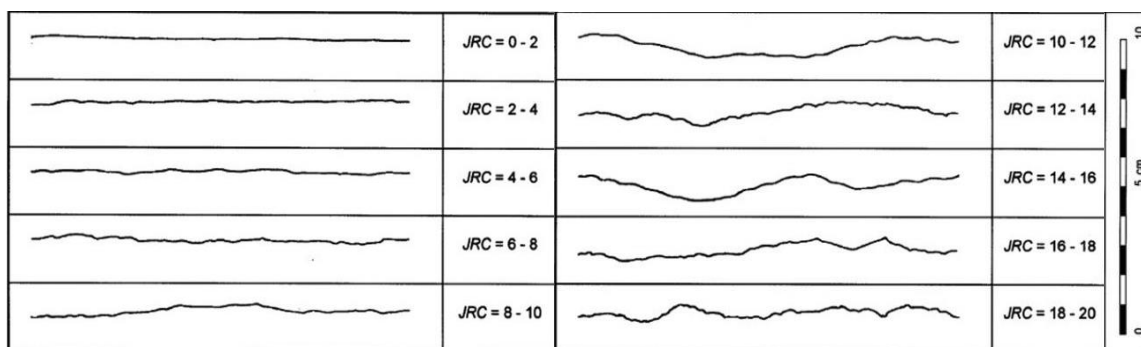 JRC = 0 - 2
JRC = 2 - 4
JRC = 4 - 6
JRC = 6 - 8
JRC = 8 - 10
JRC = 10 - 12
JRC = 12 - 14
JRC = 14 - 16
JRC = 16 - 18
JRC = 18 - 20
10
5 cm
0